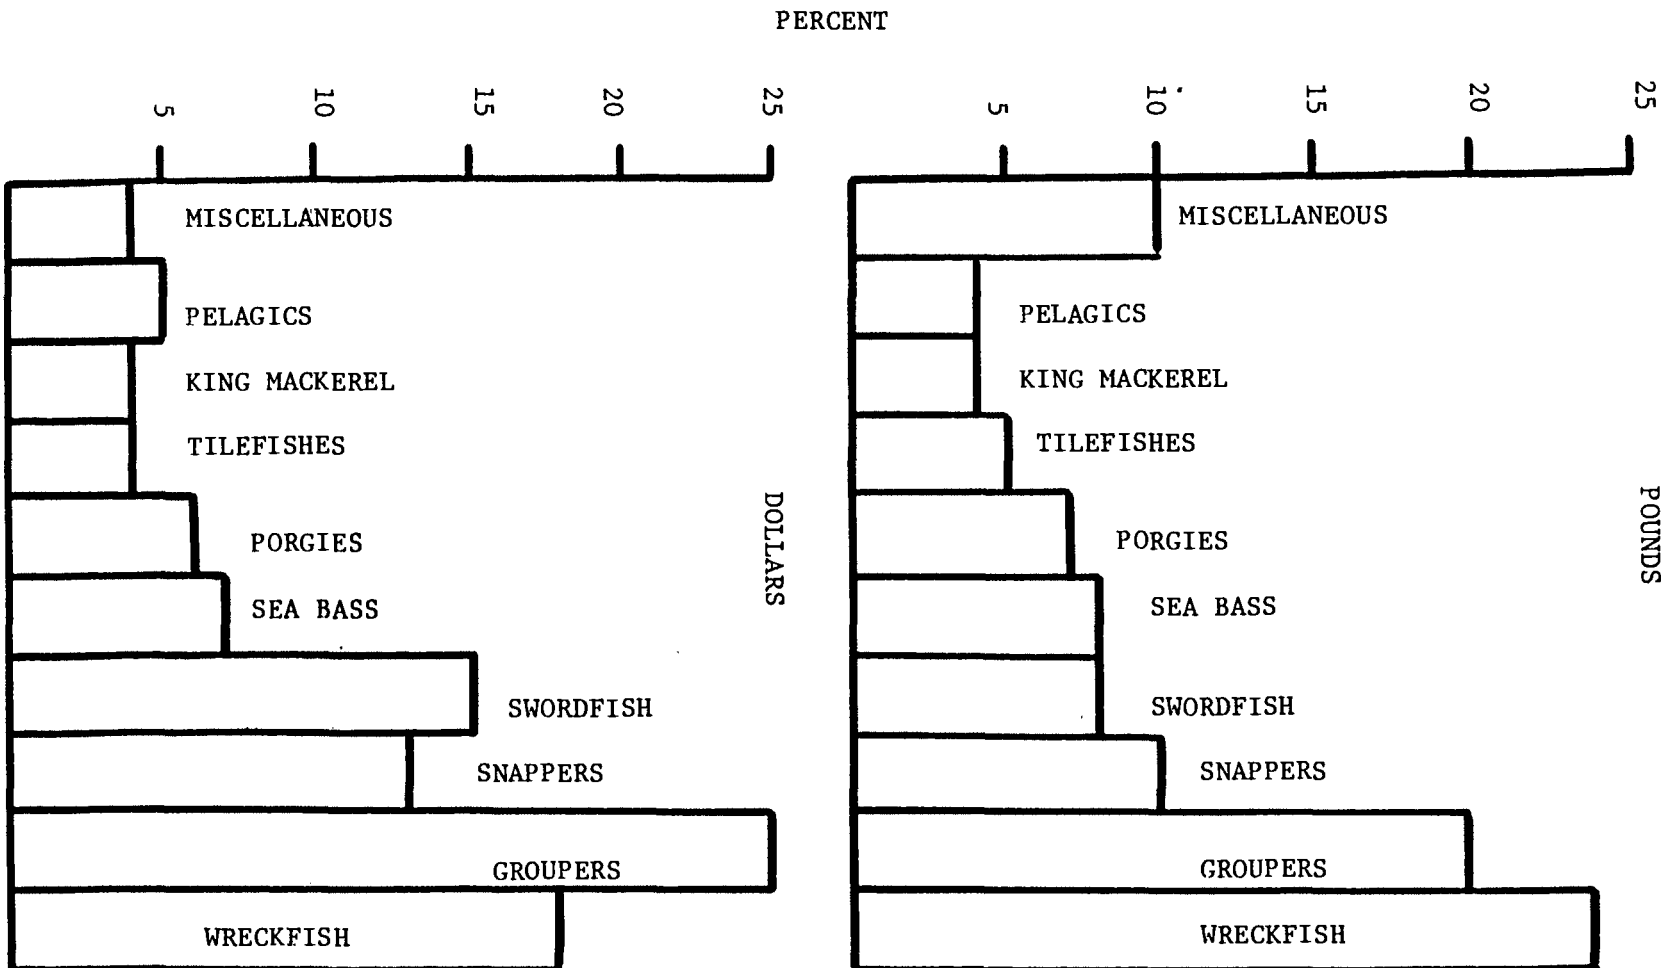 PERCENT
5
10
15
20
25
MISCELLANEOUS
PELAGICS
KING MACKEREL
TILEFISHES
PORGIES
SEA BASS
SWORDFISH
SNAPPERS
GROUPERS
WRECKFISH
DOLLARS
5
10
15
20
25
MISCELLANEOUS
PELAGICS
KING MACKEREL
TILEFISHES
PORGIES
SEA BASS
SWORDFISH
SNAPPERS
GROUPERS
WRECKFISH
POUNDS